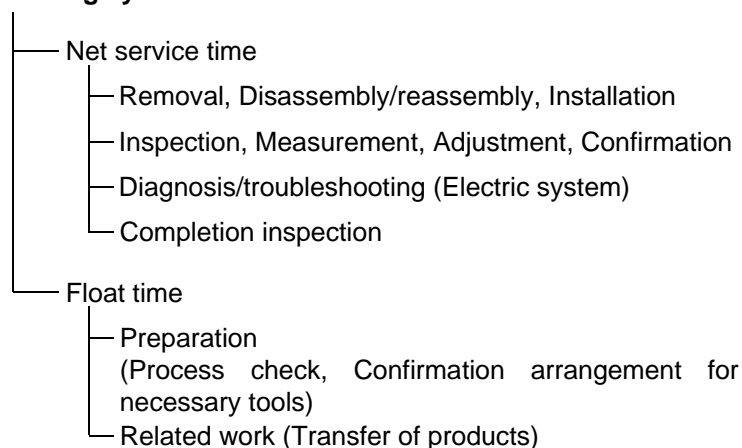 Net service time
Removal, Disassembly/reassembly, Installation
Inspection, Measurement, Adjustment, Confirmation
Diagnosis/troubleshooting (Electric system)
Completion inspection
Float time
Preparation
(Process check, Confirmation arrangement for
necessary tools)
Related work (Transfer of products)